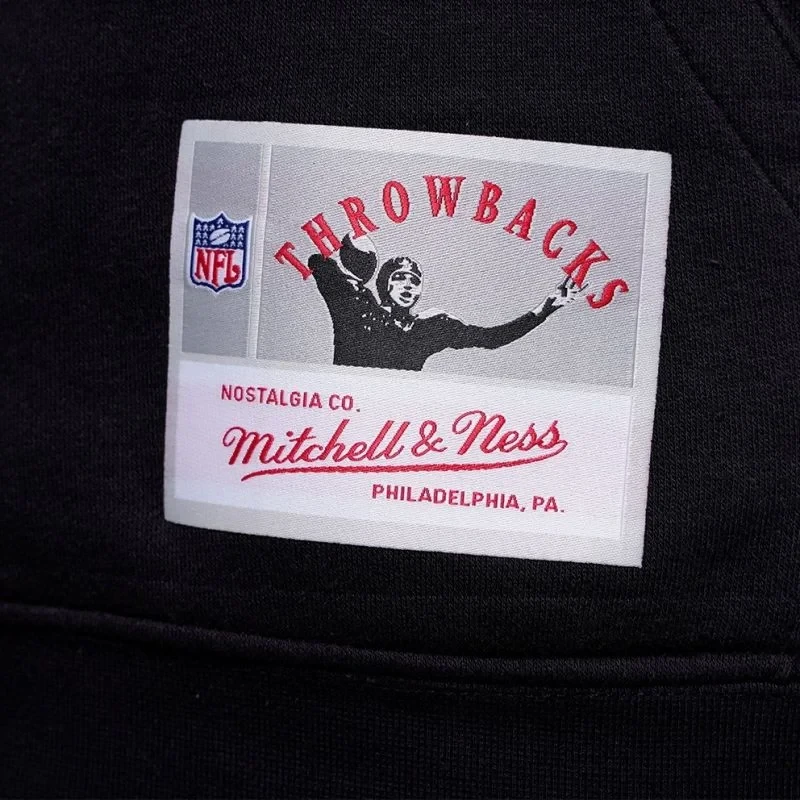 THROWBACKS
NFL
NOSTALGIA CO.
Mitchell & Ness
PHILADELPHIA, PA.